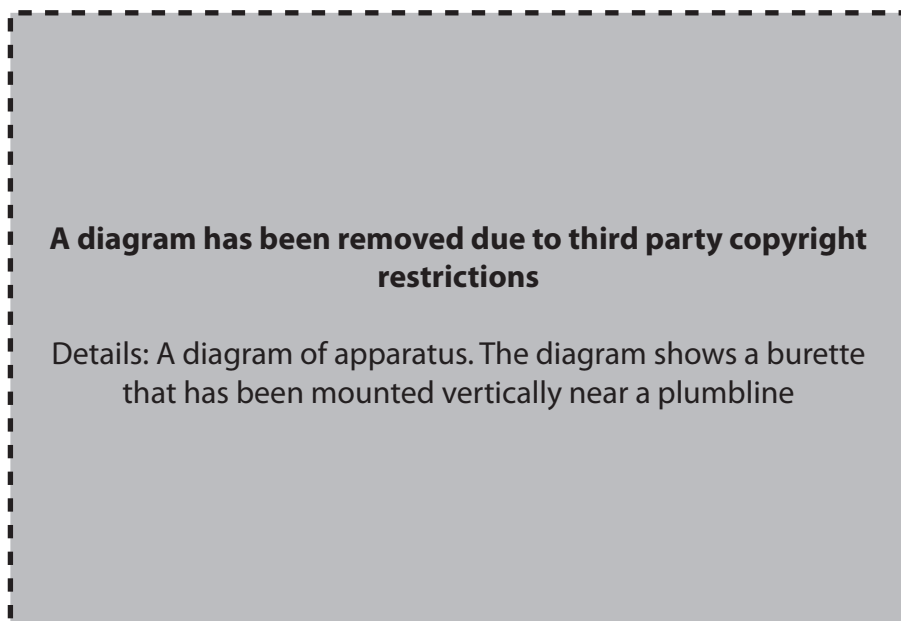 A diagram has been removed due to third party copyright
restrictions
Details: A diagram of apparatus. The diagram shows a burette
that has been mounted vertically near a plumbline